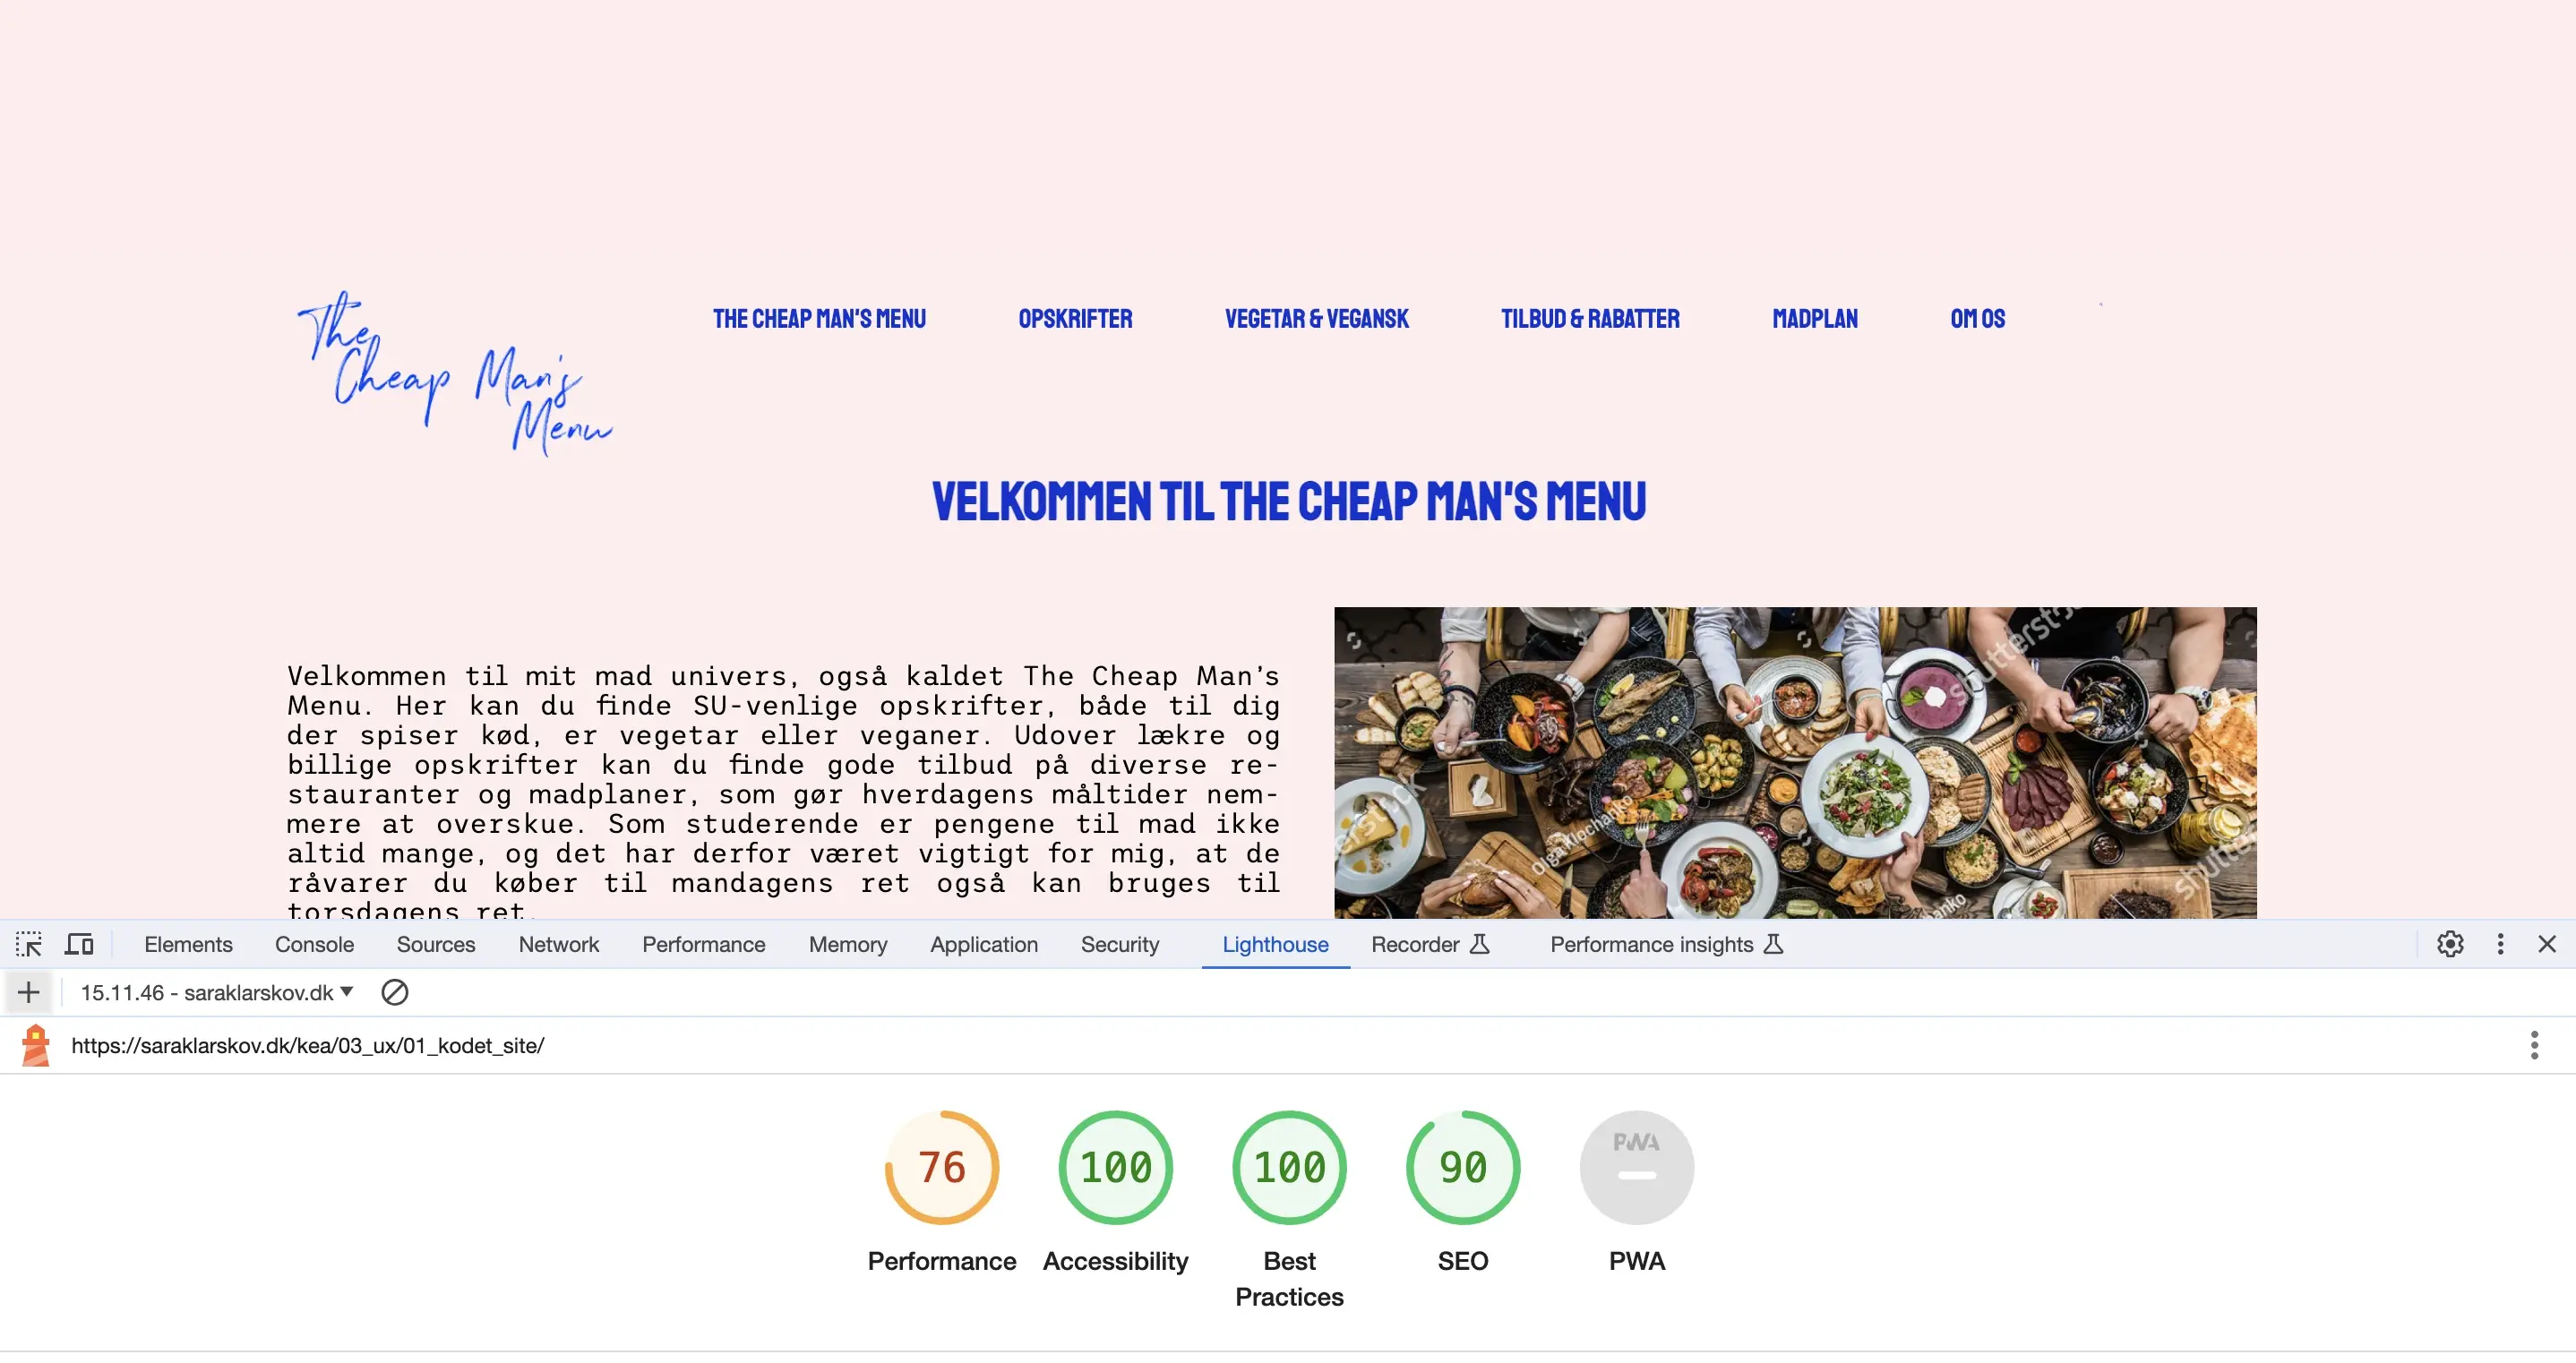 The
Cheap Man's
Menu
THE CHEAP MAN'S MENU OPSKRIFTER VEGETAR & VEGANSK TILBUD & RABATTER MADPLAN OM OS
VELKOMMEN TIL THE CHEAP MAN'S MENU
Velkommen til mit mad univers, også kaldet The Cheap Man’s
Menu. Her kan du finde SU-venlige opskrifter, både til dig
der spiser kød, er vegetar eller veganer. Udover lækre og
billige opskrifter kan du finde gode tilbud på diverse re-
stauranter og madplaner, som gør hverdagens måltider nem-
mere at overskue. Som studerende er pengene til mad ikke
altid mange, og det har derfor været vigtigt for mig, at de
råvarer du køber til mandagens ret også kan bruges til
torsdagens ret.
Elements Console Sources Network Performance Memory Application Security Lighthouse Recorder Performance insights
15.11.46 - saraklarskov.dk
https://saraklarskov.dk/kea/03_ux/01_kodet_site/
76 100 100 90 PWA
Performance Accessibility Best Practices SEO PWA